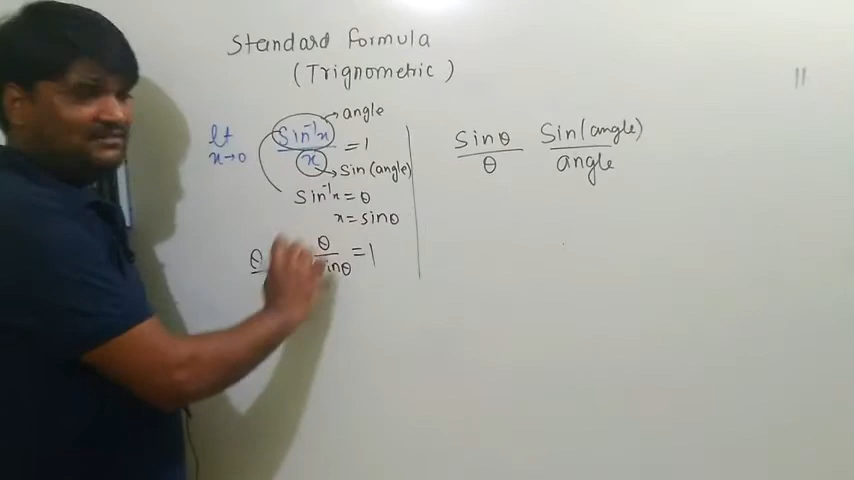 Standard Formula
(Trignometric)
lt x→0 sin⁻¹x / x = 1
angle
sin(angle)
sin⁻¹x = θ
x = sinθ
θ
θ / sinθ = 1
sinθ / θ
Sin(angle) / angle